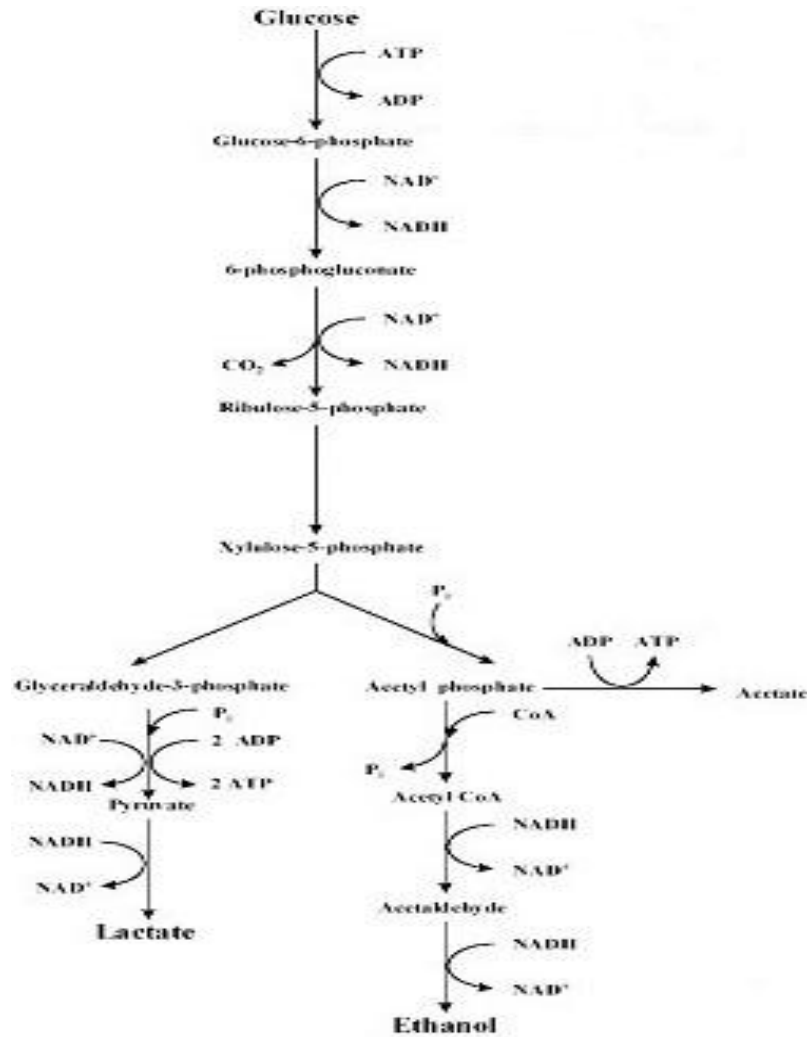 Glucose
ATP
ADP
Glucose-6-phosphate
NAD⁺
NADH
6-phosphogluconate
NAD⁺
CO₂
NADH
Ribulose-5-phosphate
Xylulose-5-phosphate
Pᵢ
ADP ATP
Glyceraldehyde-3-phosphate
Acetyl phosphate
Acetate
Pᵢ
CoA
NAD⁺
2 ADP
Pᵢ
NADH
2 ATP
Pyruvate
Acetyl CoA
NADH
NADH
NAD⁺
NAD⁺
Acetaldehyde
Lactate
NADH
NAD⁺
Ethanol